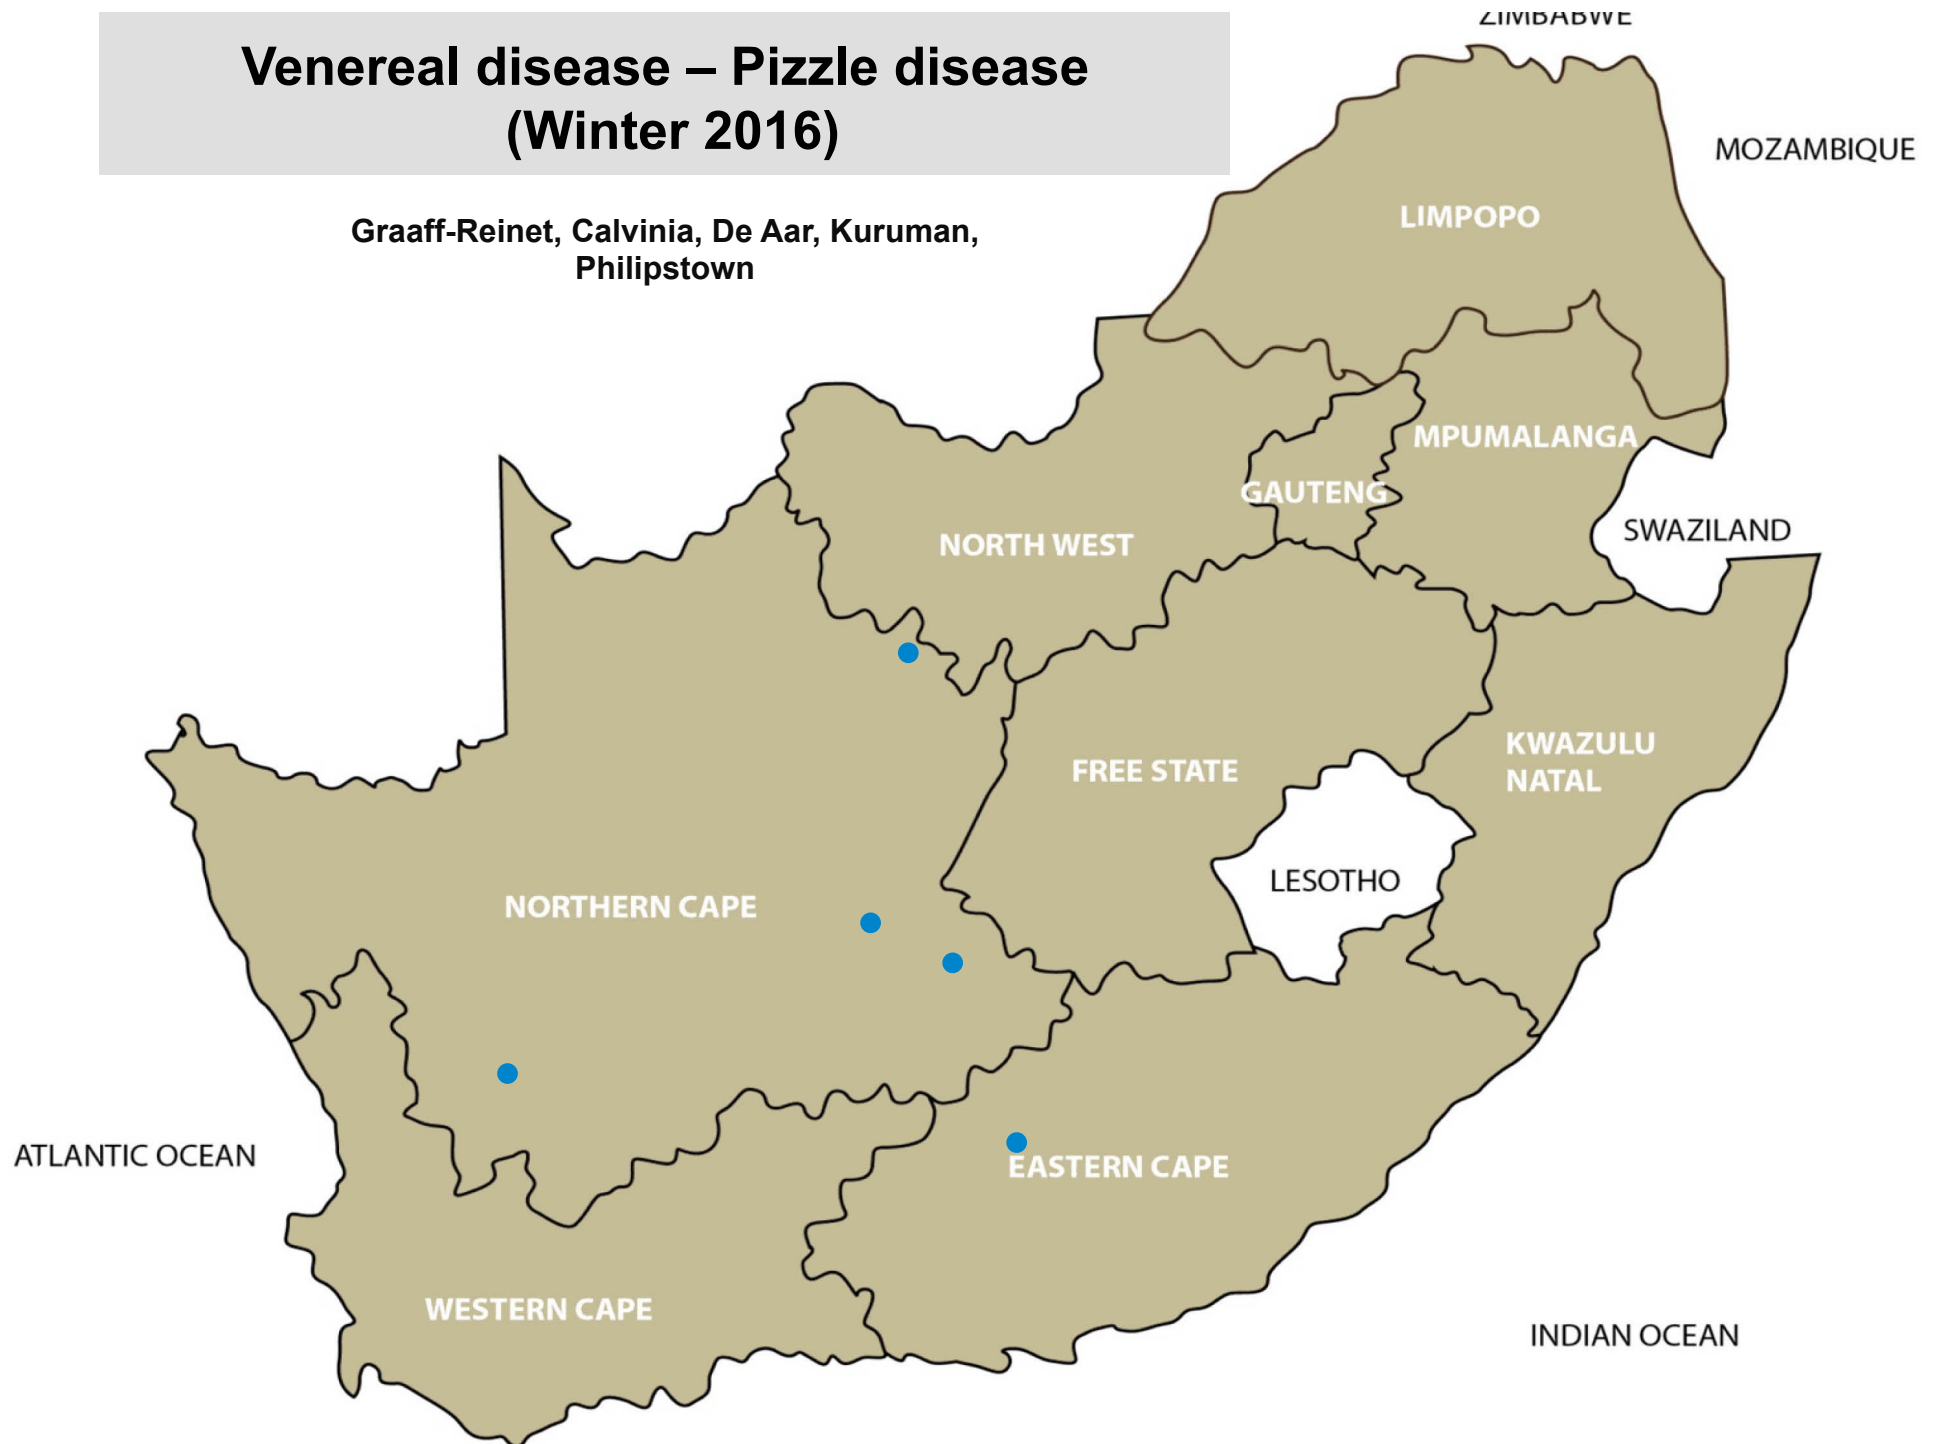 ZIMBABWE
Venereal disease – Pizzle disease
(Winter 2016)
MOZAMBIQUE
LIMPOPO
Graaff-Reinet, Calvinia, De Aar, Kuruman,
Philipstown
MPUMALANGA
GAUTENG
SWAZILAND
NORTH WEST
KWAZULU
NATAL
FREE STATE
LESOTHO
NORTHERN CAPE
ATLANTIC OCEAN
EASTERN CAPE
WESTERN CAPE
INDIAN OCEAN